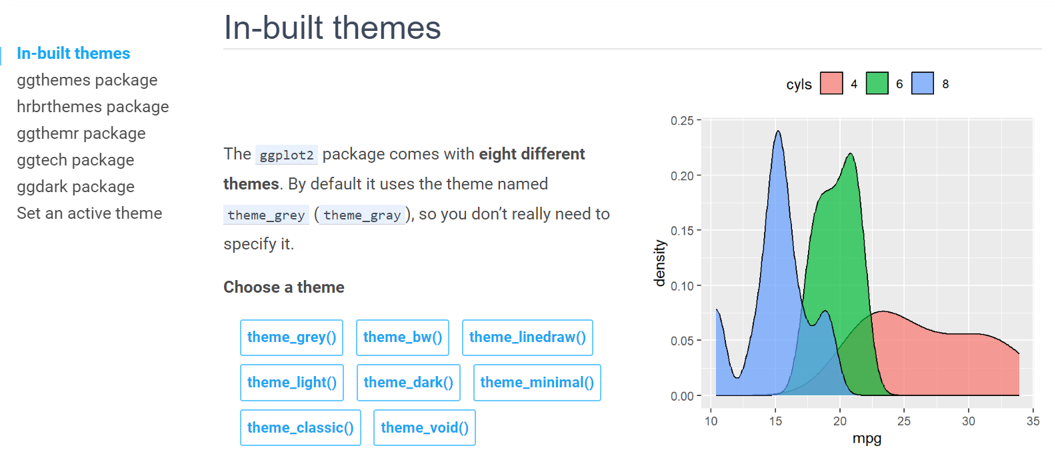 In-built themes
In-built themes
ggthemes package
hrbrthemes package
ggthemr package
ggtech package
ggdark package
Set an active theme
The ggplot2 package comes with eight different
themes. By default it uses the theme named
theme_grey (theme_gray), so you don’t really need to
specify it.
Choose a theme
theme_grey() theme_bw() theme_linedraw()
theme_light() theme_dark() theme_minimal()
theme_classic() theme_void()
cyls 4 6 8
0.25
0.20
0.15
0.10
0.05
0.00
density
10 15 20 25 30 35
mpg